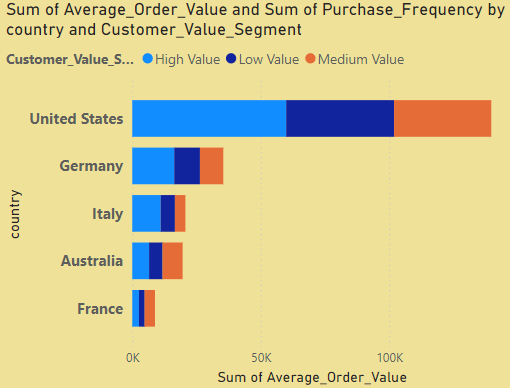 Sum of Average_Order_Value and Sum of Purchase_Frequency by
country and Customer_Value_Segment
Customer_Value_S... High Value Low Value Medium Value
United States
Germany
Italy
Australia
France
country
0K 50K 100K
Sum of Average_Order_Value